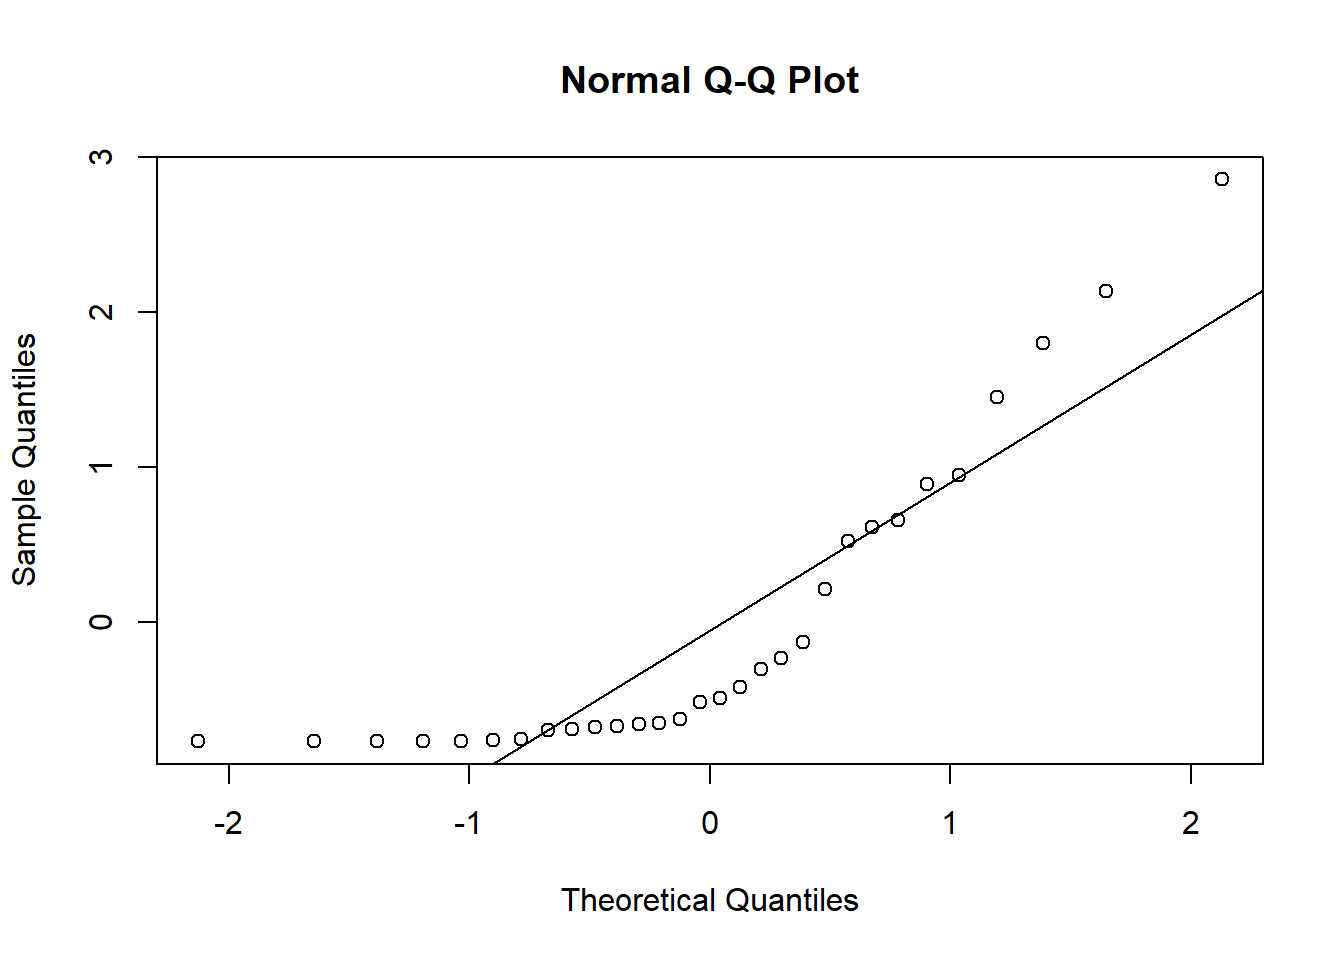 Normal Q-Q Plot
3
2
1
0
Sample Quantiles
-2 -1 0 1 2
Theoretical Quantiles